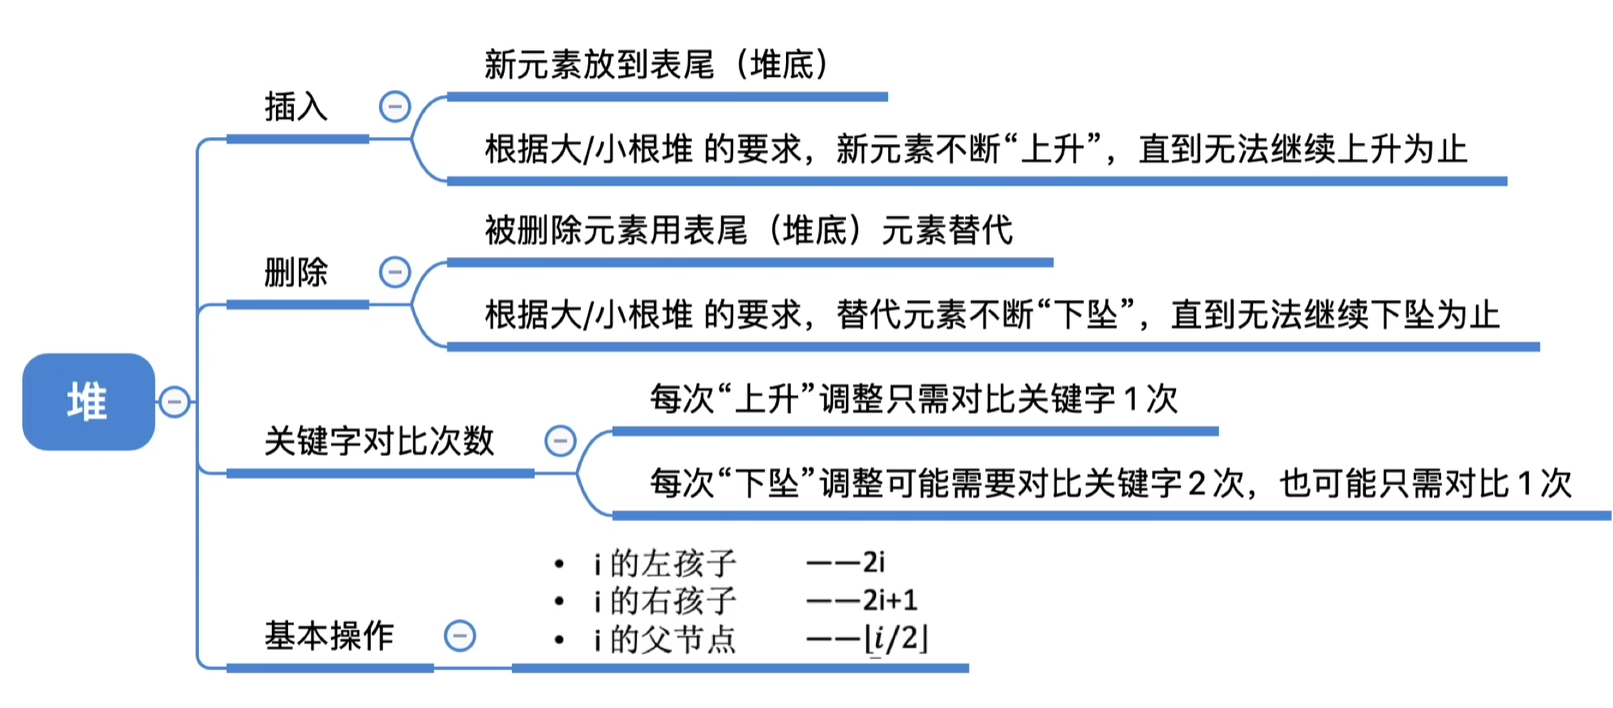 新元素放到表尾（堆底）
插入
根据大/小根堆 的要求，新元素不断“上升”，直到无法继续上升为止
被删除元素用表尾（堆底）元素替代
删除
根据大/小根堆 的要求，替代元素不断“下坠”，直到无法继续下坠为止
堆
每次“上升”调整只需对比关键字1次
关键字对比次数
每次“下坠”调整可能需要对比关键字2次，也可能只需对比1次
• i 的左孩子 ——2i
• i 的右孩子 ——2i+1
基本操作
• i 的父节点 ——⌊i/2⌋